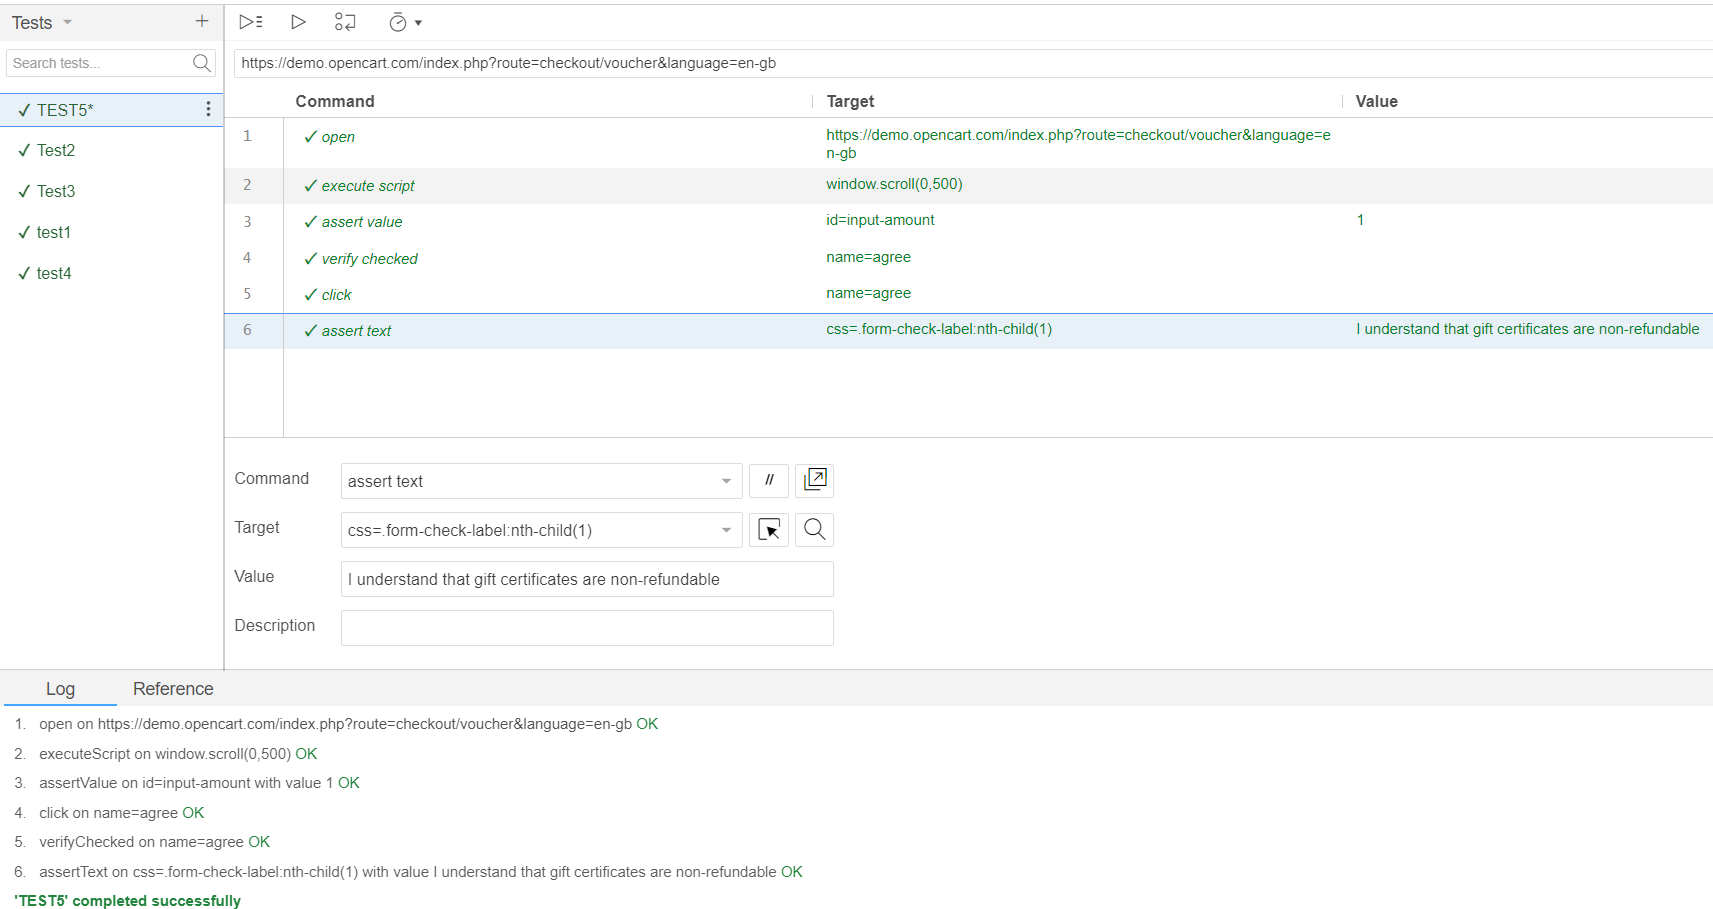 Tests
+
Search tests...
https://demo.opencart.com/index.php?route=checkout/voucher&language=en-gb
Command Target Value
✓ TEST5*
✓ Test2
✓ Test3
✓ test1
✓ test4
1 ✓ open https://demo.opencart.com/index.php?route=checkout/voucher&language=e
n-gb
2 ✓ execute script window.scroll(0,500)
3 ✓ assert value id=input-amount 1
4 ✓ verify checked name=agree
5 ✓ click name=agree
6 ✓ assert text css=.form-check-label:nth-child(1) I understand that gift certificates are non-refundable
Command assert text //
Target css=.form-check-label:nth-child(1)
Value I understand that gift certificates are non-refundable
Description
Log Reference
1. open on https://demo.opencart.com/index.php?route=checkout/voucher&language=en-gb OK
2. executeScript on window.scroll(0,500) OK
3. assertValue on id=input-amount with value 1 OK
4. click on name=agree OK
5. verifyChecked on name=agree OK
6. assertText on css=.form-check-label:nth-child(1) with value I understand that gift certificates are non-refundable OK
'TEST5' completed successfully